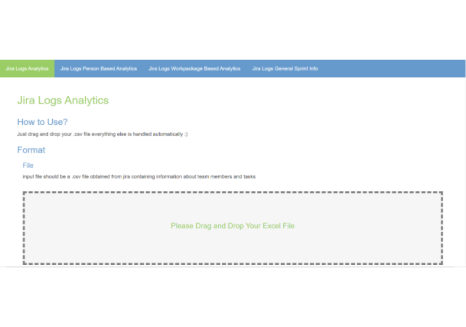 Jira Logs Analytics
Jira Logs Person Based Analytics
Jira Logs Workpackage Based Analytics
Jira Logs General Sprint Info
Jira Logs Analytics
How to Use?
Just drag and drop your .csv file everything else is handled automatically ;)
Format
File
Input file should be a .csv file obtained from jira containing information about team members and tasks
Please Drag and Drop Your Excel File